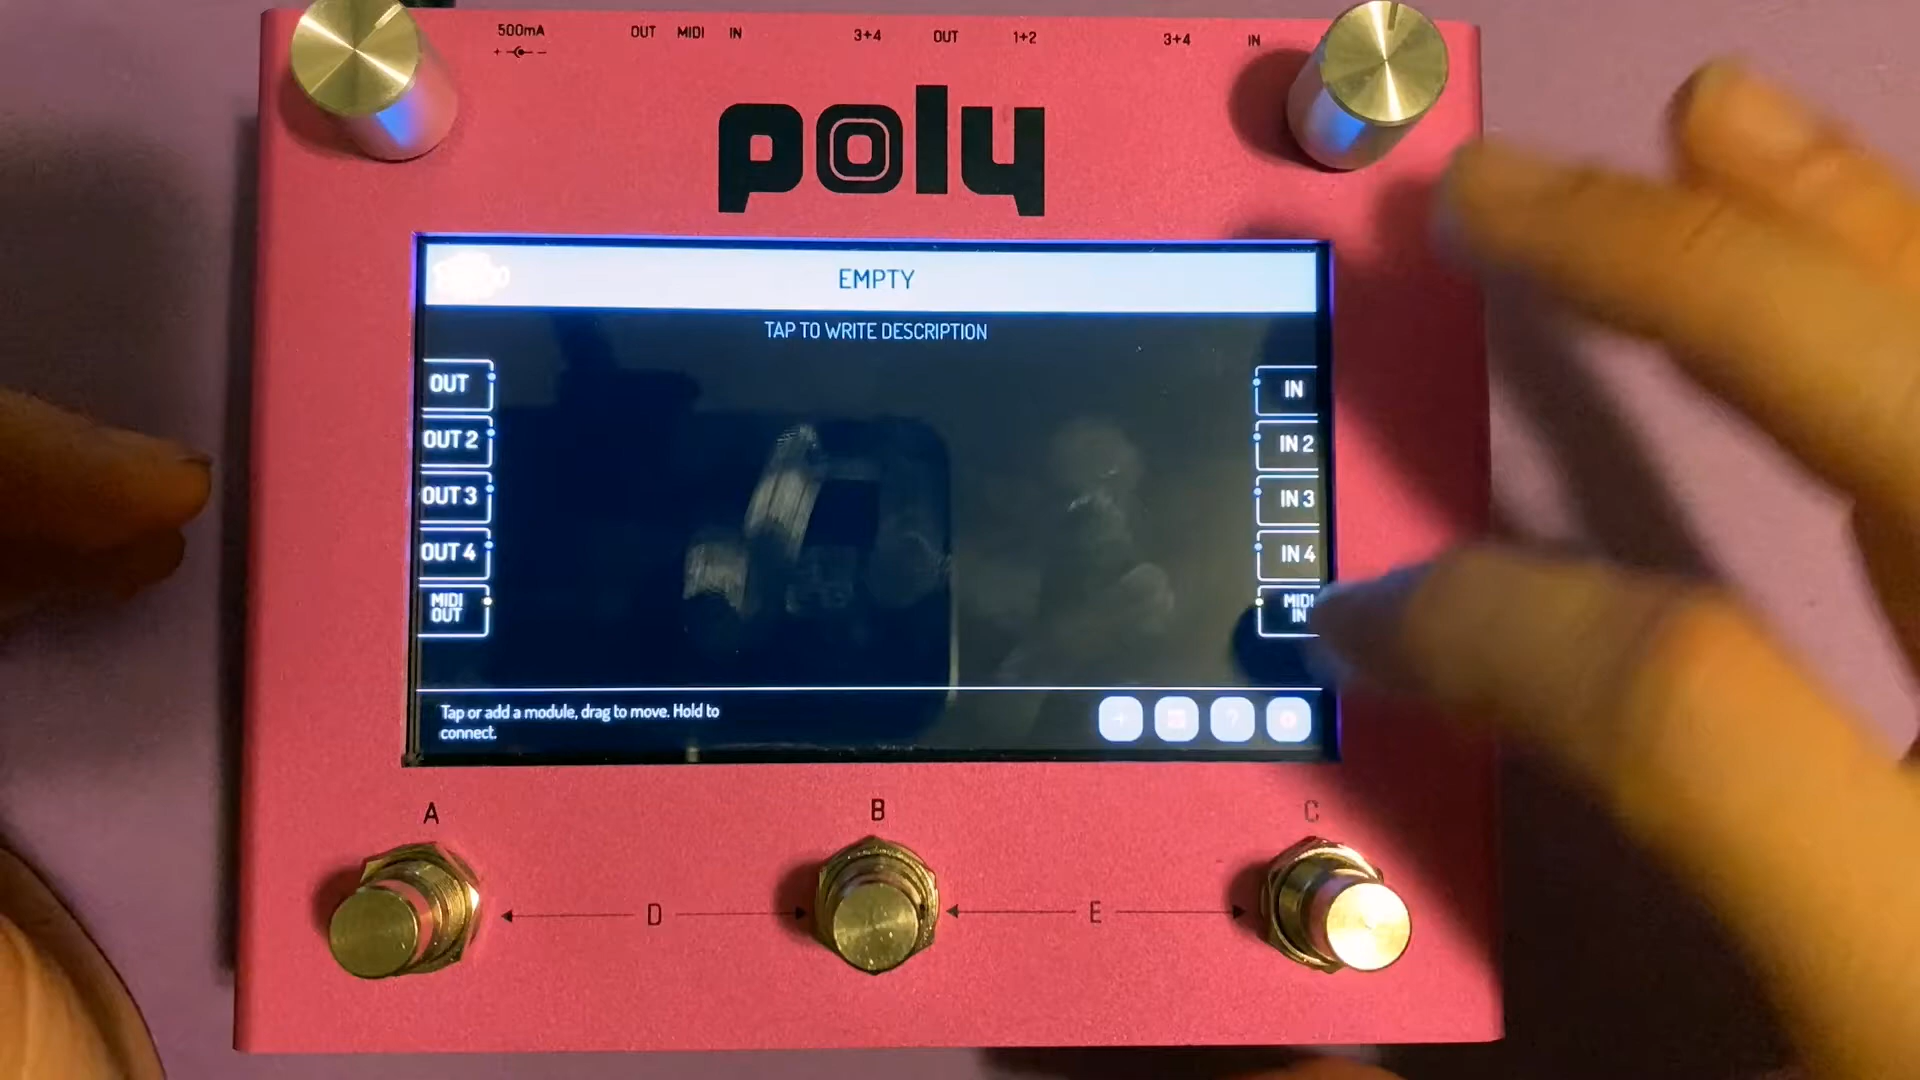 500mA
OUT MIDI IN
3+4 OUT 1+2
3+4 IN
poly
EMPTY
TAP TO WRITE DESCRIPTION
OUT
OUT 2
OUT 3
OUT 4
MIDI
OUT
IN
IN 2
IN 3
IN 4
MIDI
IN
Tap or add a module, drag to move. Hold to
connect.
A B C
D E